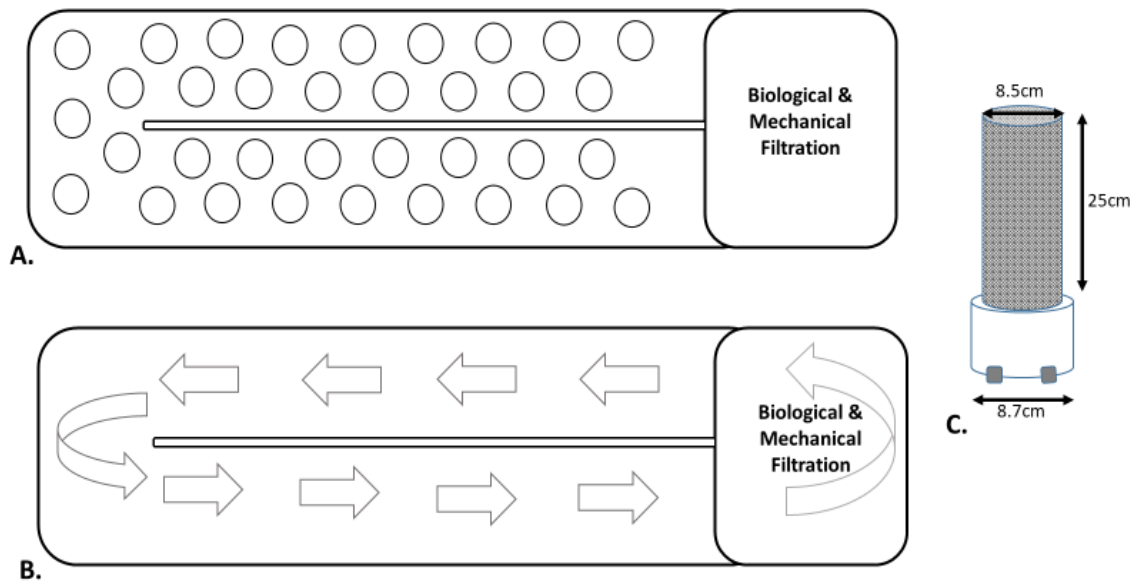 Biological &
Mechanical
Filtration
A.
8.5cm
25cm
8.7cm
C.
Biological &
Mechanical
Filtration
B.